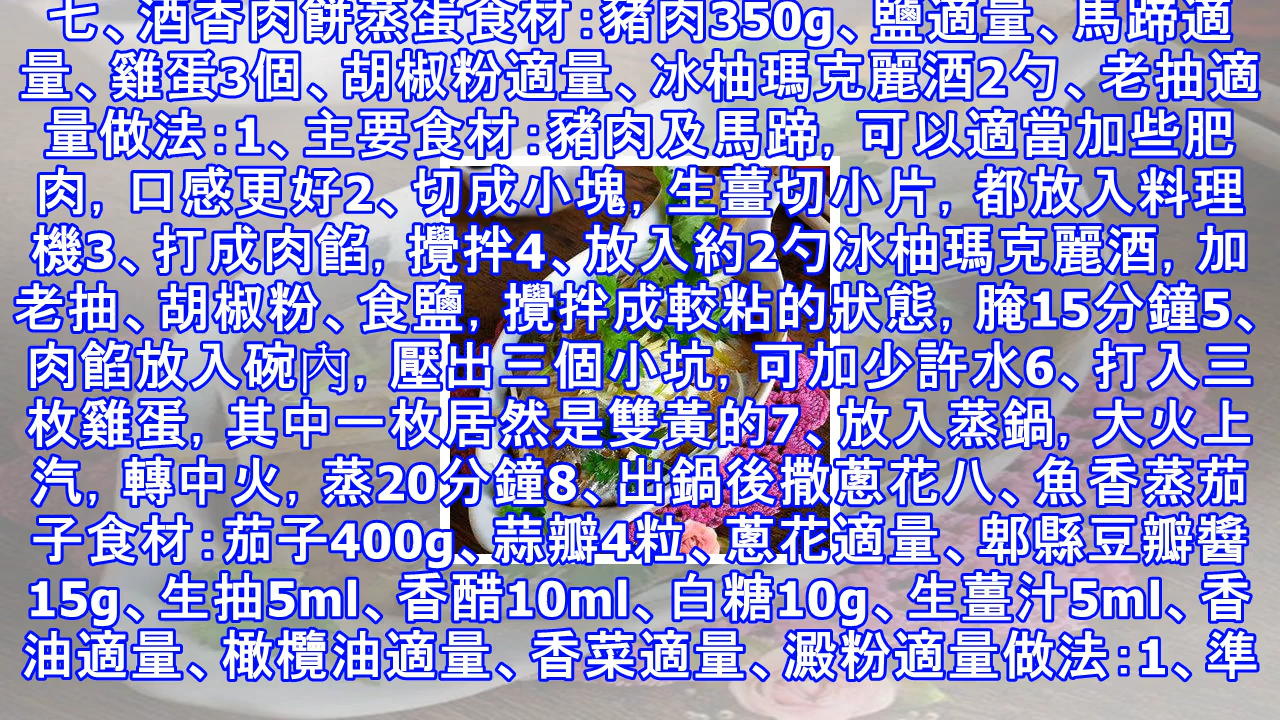 七、酒香肉餅蒸蛋食材:豬肉350g、鹽適量、馬蹄適
量、雞蛋3個、胡椒粉適量、冰柚瑪克麗酒2勺、老抽適
量做法:1、主要食材:豬肉及馬蹄,可以適當加些肥
肉,口感更好2、切成小塊,生薑切小片,都放入料理
機3、打成肉餡,攪拌4、放入約2勺冰柚瑪克麗酒,加
老抽、胡椒粉、食鹽,攪拌成較粘的狀態,腌15分鐘5、
肉餡放入碗內,壓出三個小坑,可加少許水6、打入三
枚雞蛋,其中一枚居然是雙黃的7、放入蒸鍋,大火上
汽,轉中火,蒸20分鐘8、出鍋後撒蔥花八、魚香蒸茄
子食材:茄子400g、蒜瓣4粒、蔥花適量、郫縣豆瓣醬
15g、生抽5ml、香醋10ml、白糖10g、生薑汁5ml、香
油適量、橄欖油適量、香菜適量、澱粉適量做法:1、準